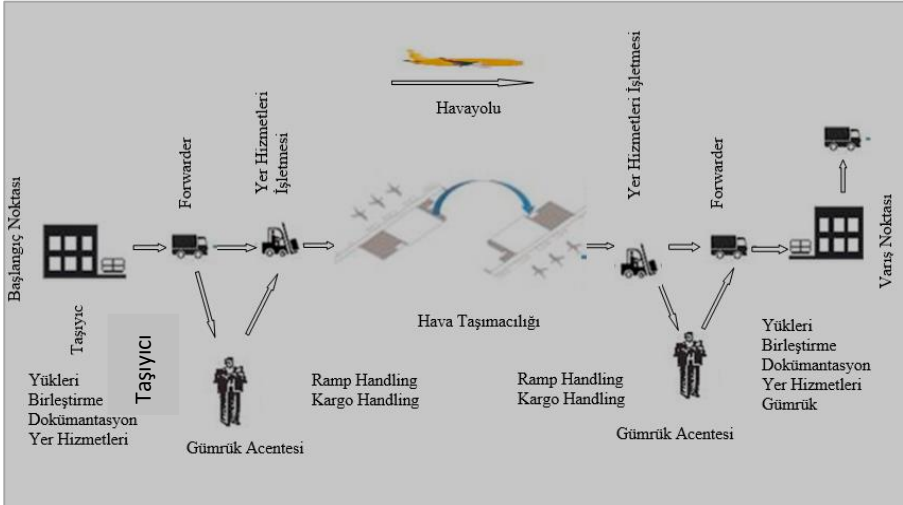 Havayolu
Başlangıç Noktası
Forwarder
Yer Hizmetleri
İşletmesi
Yer Hizmetleri İşletmesi
Forwarder
Varış Noktası
Hava Taşımacılığı
Taşıyıc
Taşıyıcı
Yükleri
Birleştirme
Dokümantasyon
Yer Hizmetleri
Gümrük Acentesi
Ramp Handling
Kargo Handling
Ramp Handling
Kargo Handling
Gümrük Acentesi
Yükleri
Birleştirme
Dokümantasyon
Yer Hizmetleri
Gümrük